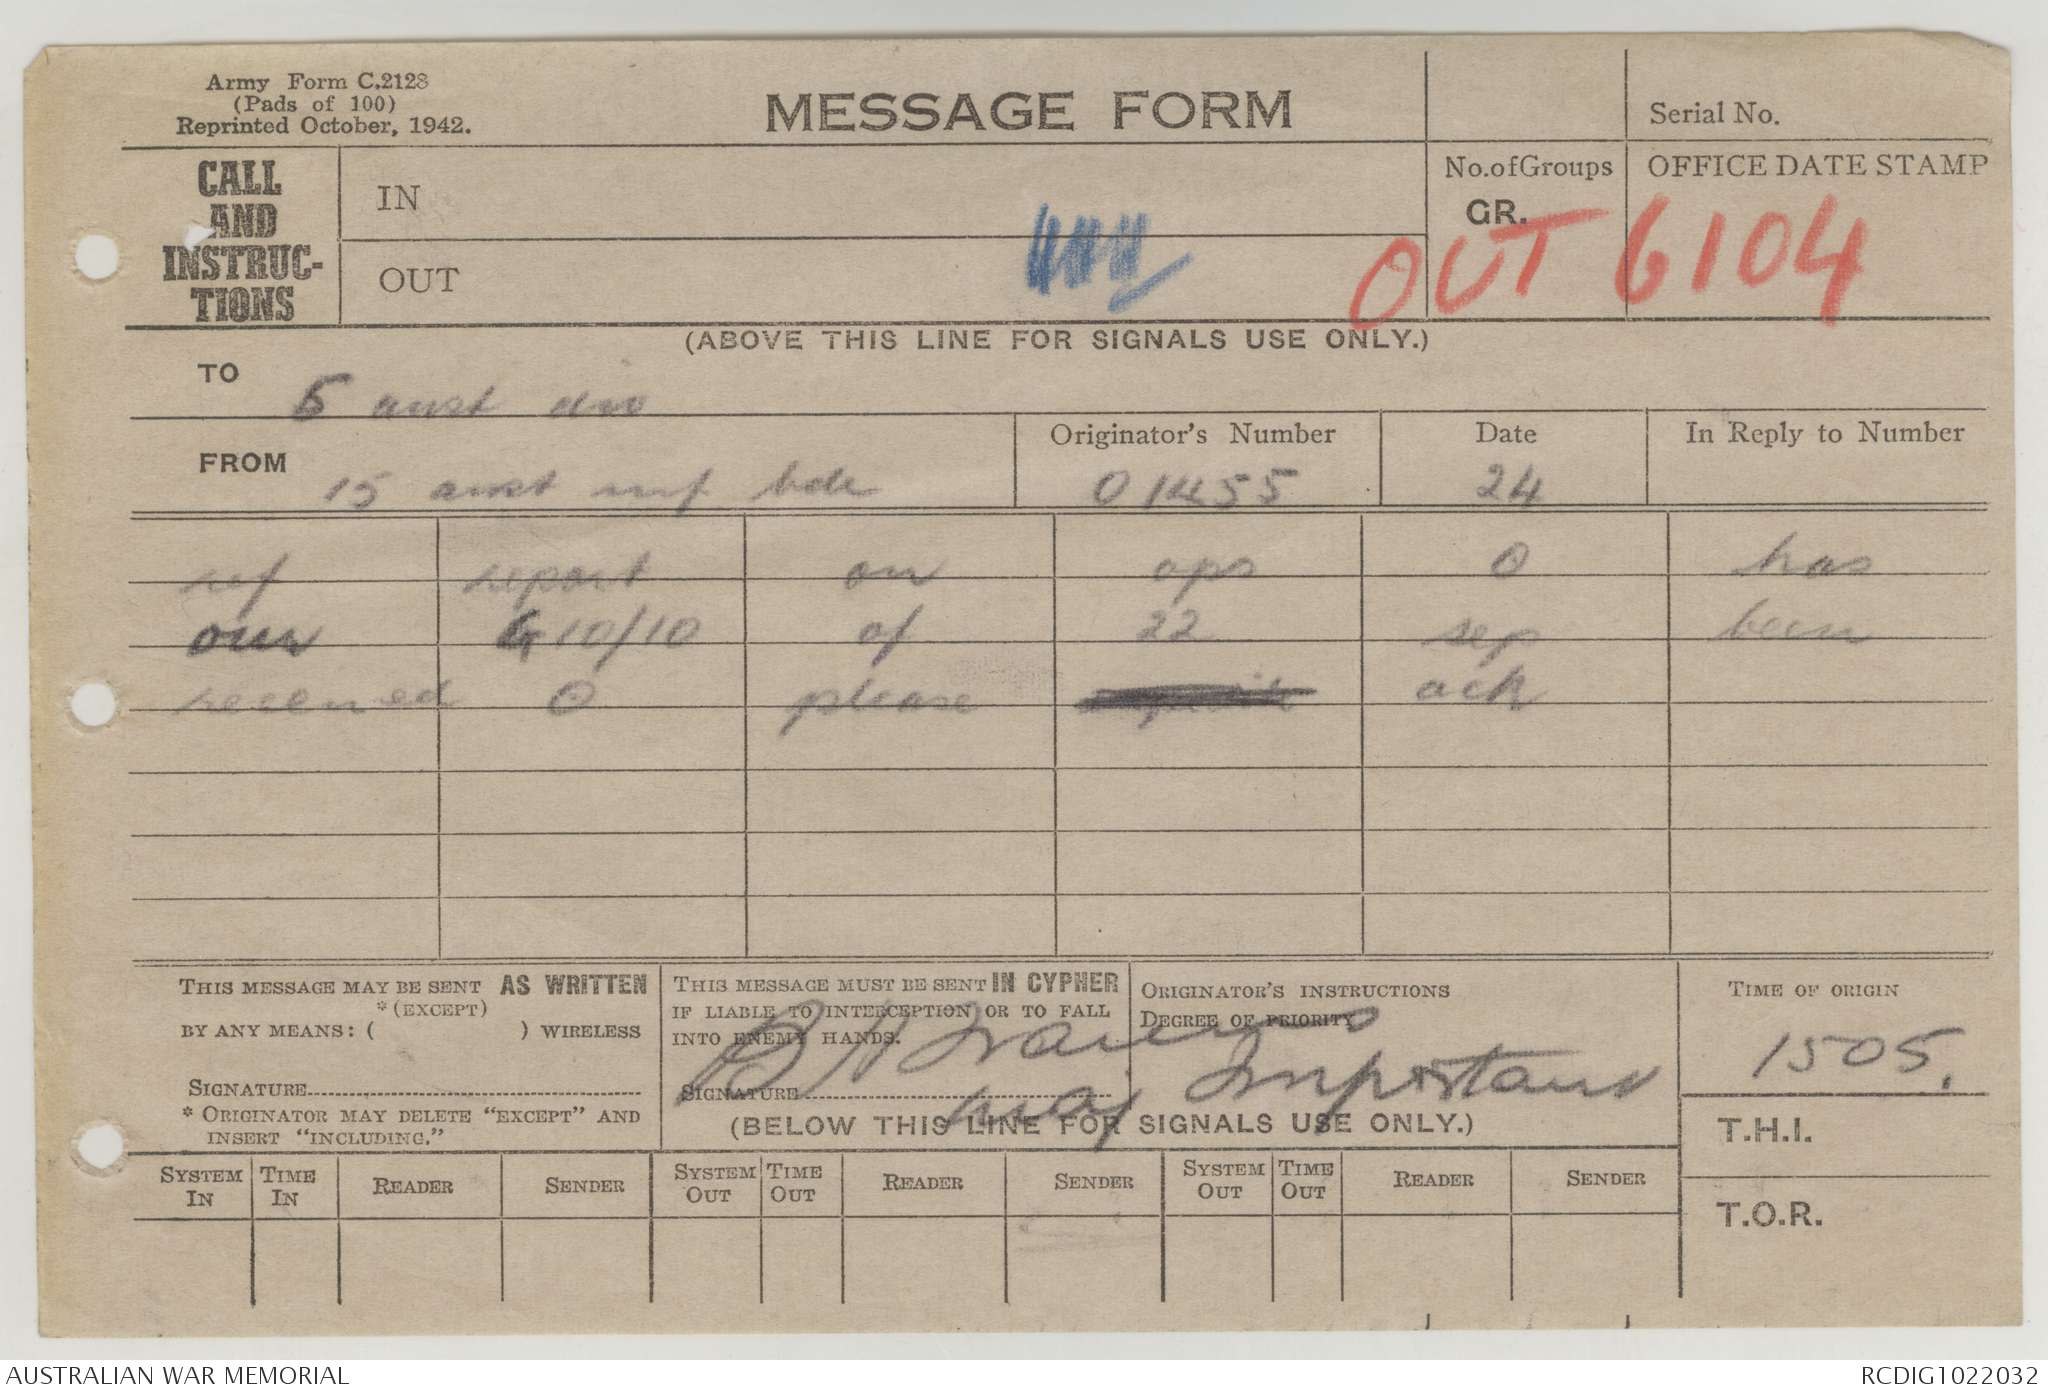 Army Form C.2128
(Pads of 100)
Reprinted October, 1942.
MESSAGE FORM
Serial No.
CALL AND INSTRUC-TIONS
IN
OUT
No. of Groups
GR.
OFFICE DATE STAMP
OUT 6104
(ABOVE THIS LINE FOR SIGNALS USE ONLY.)
TO
5 aust div
FROM
15 aust inf bde
Originator's Number
Date
24
In Reply to Number
ref report on ops O has
our G10/10 of 22 sep been
received O please ack
THIS MESSAGE MAY BE SENT AS WRITTEN
*(EXCEPT)
BY ANY MEANS: ( ) WIRELESS
SIGNATURE
* ORIGINATOR MAY DELETE "EXCEPT" AND
INSERT "INCLUDING."
THIS MESSAGE MUST BE SENT IN CYPHER
IF LIABLE TO INTERCEPTION OR TO FALL
INTO ENEMY HANDS.
SIGNATURE
Maj
ORIGINATOR'S INSTRUCTIONS
DEGREE OF PRIORITY
Important
TIME OF ORIGIN
1505.
(BELOW THIS LINE FOR SIGNALS USE ONLY.)
T.H.I.
T.O.R.
SYSTEM IN
TIME IN
READER
SENDER
SYSTEM OUT
TIME OUT
READER
SENDER
SYSTEM OUT
TIME OUT
READER
SENDER
AUSTRALIAN WAR MEMORIAL
RCDIG1022032